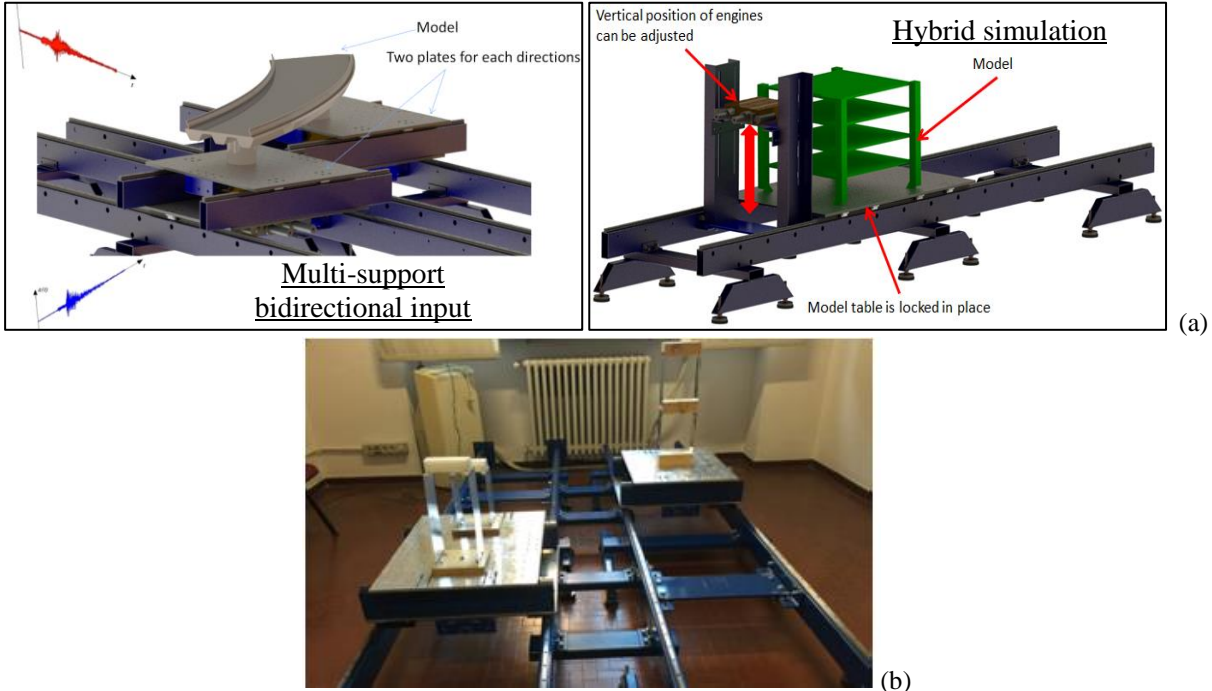 Model
Two plates for each directions
t
Multi-support
bidirectional input
t
Vertical position of engines
can be adjusted
Hybrid simulation
Model
Model table is locked in place
(a)
(b)